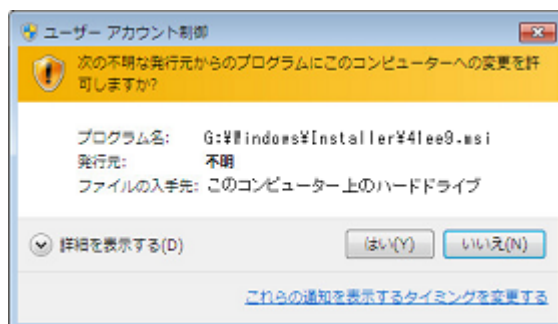 ユーザー アカウント制御
次の不明な発行元からのプログラムにこのコンピューターへの変更を許
可しますか?
プログラム名: G:¥Windows¥Installer¥41ee9.msi
発行元: 不明
ファイルの入手先: このコンピューター上のハードドライブ
詳細を表示する(D)
はい(Y) いいえ(N)
これらの通知を表示するタイミングを変更する